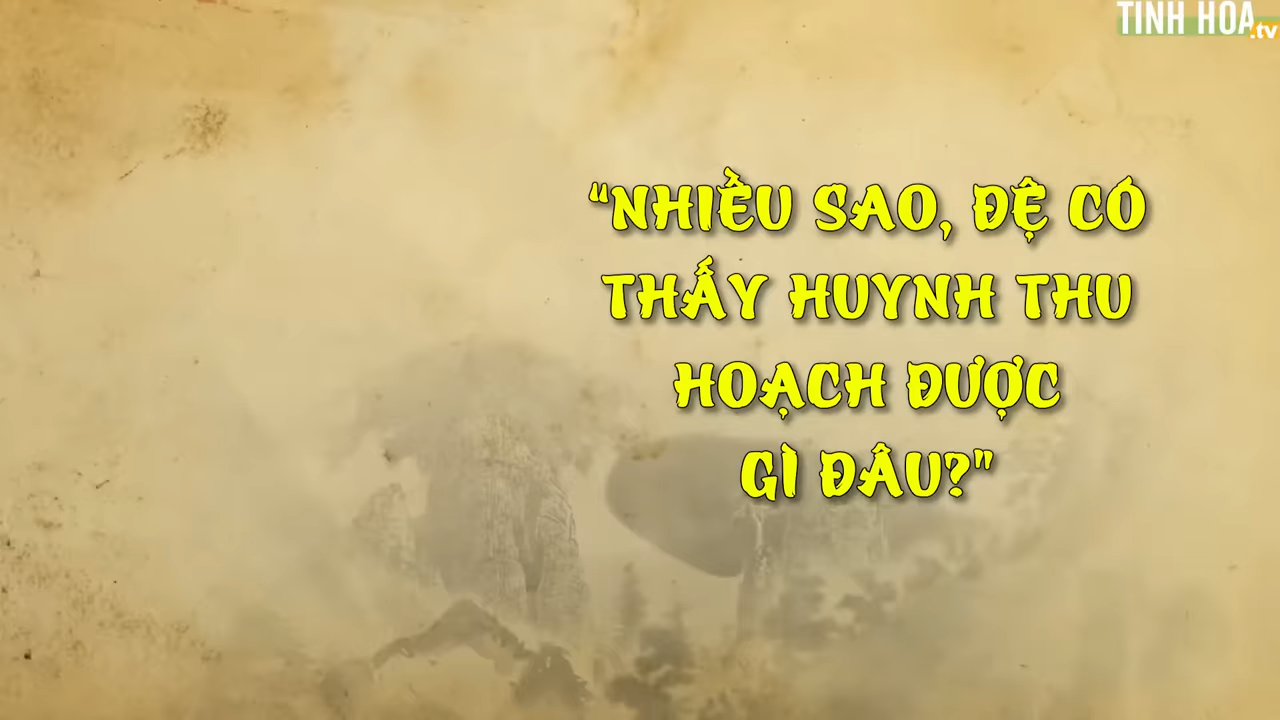 TINH HOA
.tv
“NHIỀU SAO, ĐỆ CÓ
THẤY HUYNH THU
HOẠCH ĐƯỢC
GÌ ĐÂU?"